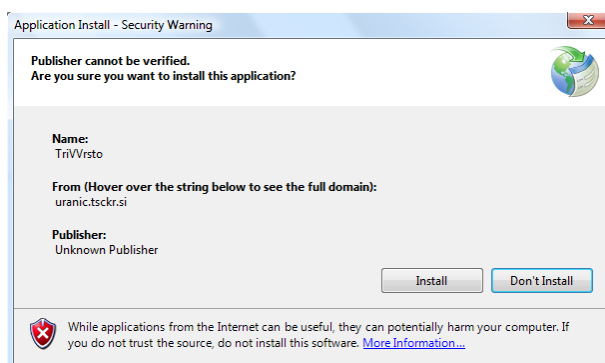 Application Install - Security Warning
Publisher cannot be verified.
Are you sure you want to install this application?
Name:
TriVVrsto
From (Hover over the string below to see the full domain):
uranic.tsckr.si
Publisher:
Unknown Publisher
Install
Don't Install
While applications from the Internet can be useful, they can potentially harm your computer. If
you do not trust the source, do not install this software. More Information...